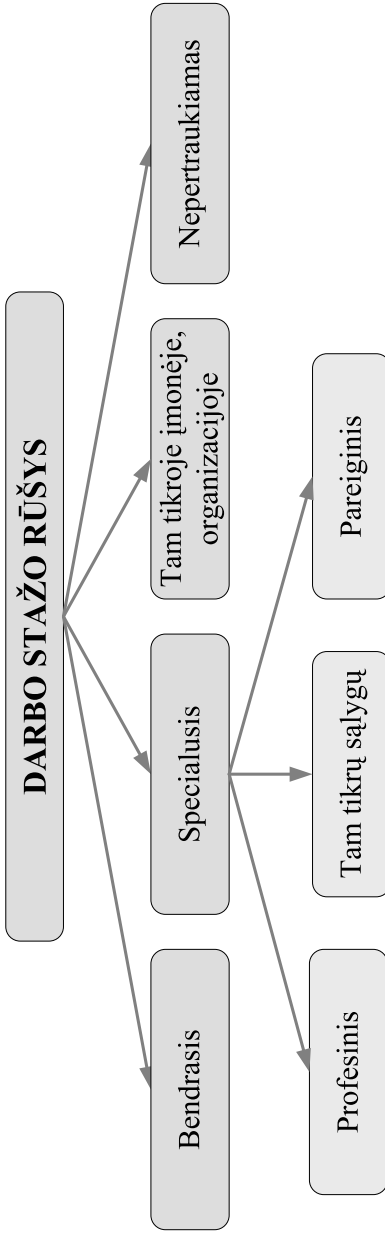 DARBO STAŽO RŪŠYS
Bendrasis
Specialusis
Tam tikroje įmonėje,
organizacijoje
Nepertraukiamas
Profesinis
Tam tikrų sąlygų
Pareiginis